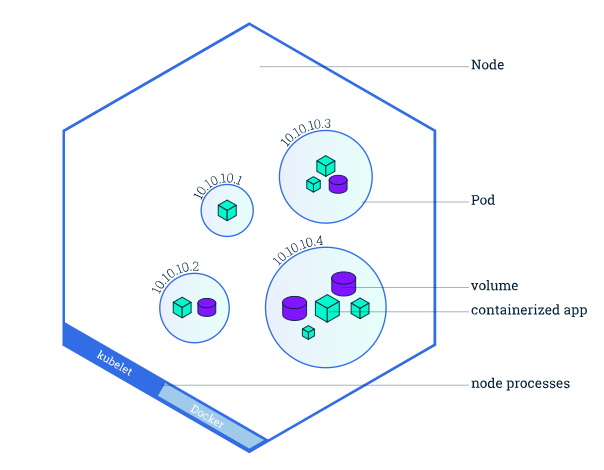 Node
10.10.10.3
10.10.10.1
Pod
10.10.10.4
10.10.10.2
volume
containerized app
kubelet
node processes
Docker